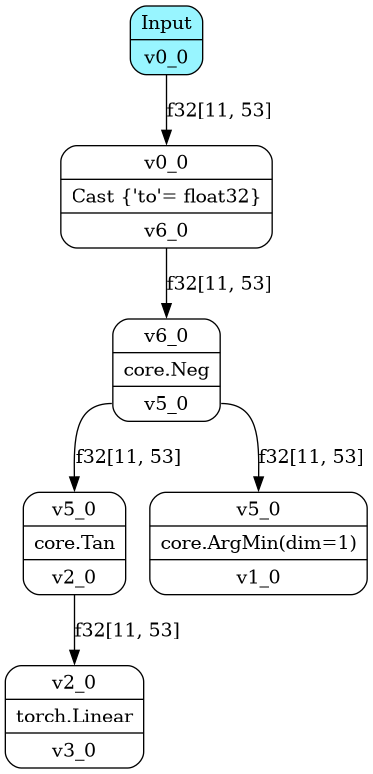 Input
v0_0
f32[11, 53]
v0_0
Cast {'to'= float32}
v6_0
f32[11, 53]
v6_0
core.Neg
v5_0
f32[11, 53]
f32[11, 53]
v5_0
core.Tan
v2_0
v5_0
core.ArgMin(dim=1)
v1_0
f32[11, 53]
v2_0
torch.Linear
v3_0